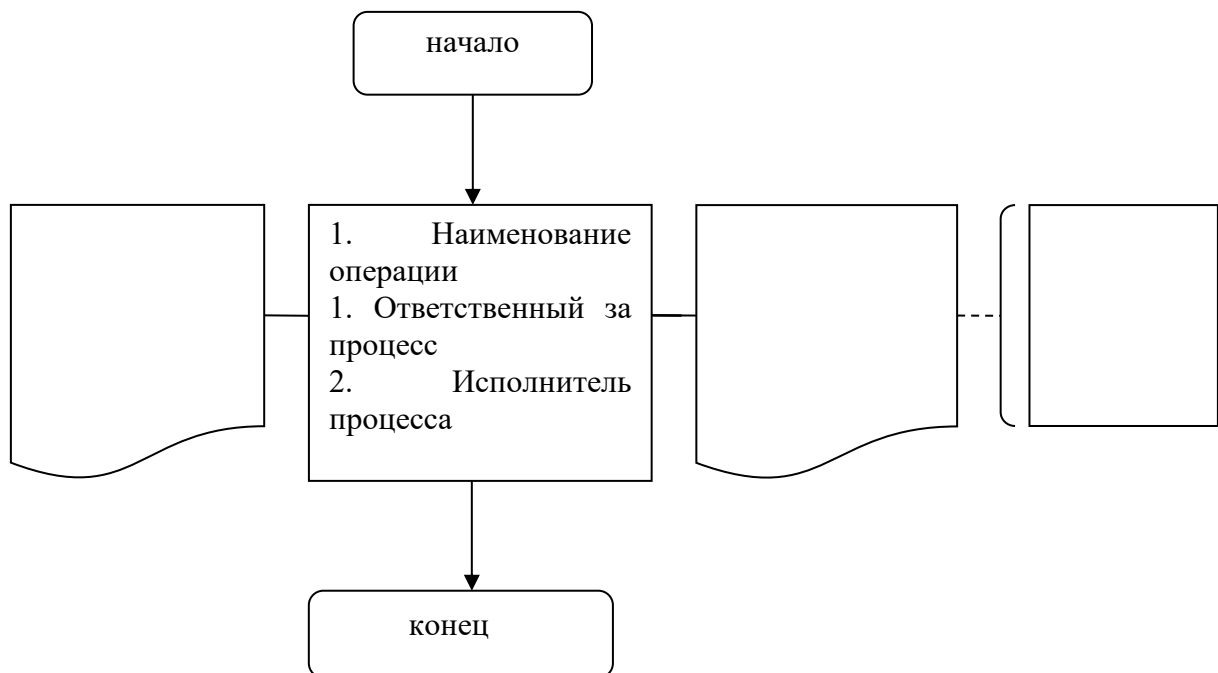 начало
1. Наименование
операции
1. Ответственный за
процесс
2. Исполнитель
процесса
конец